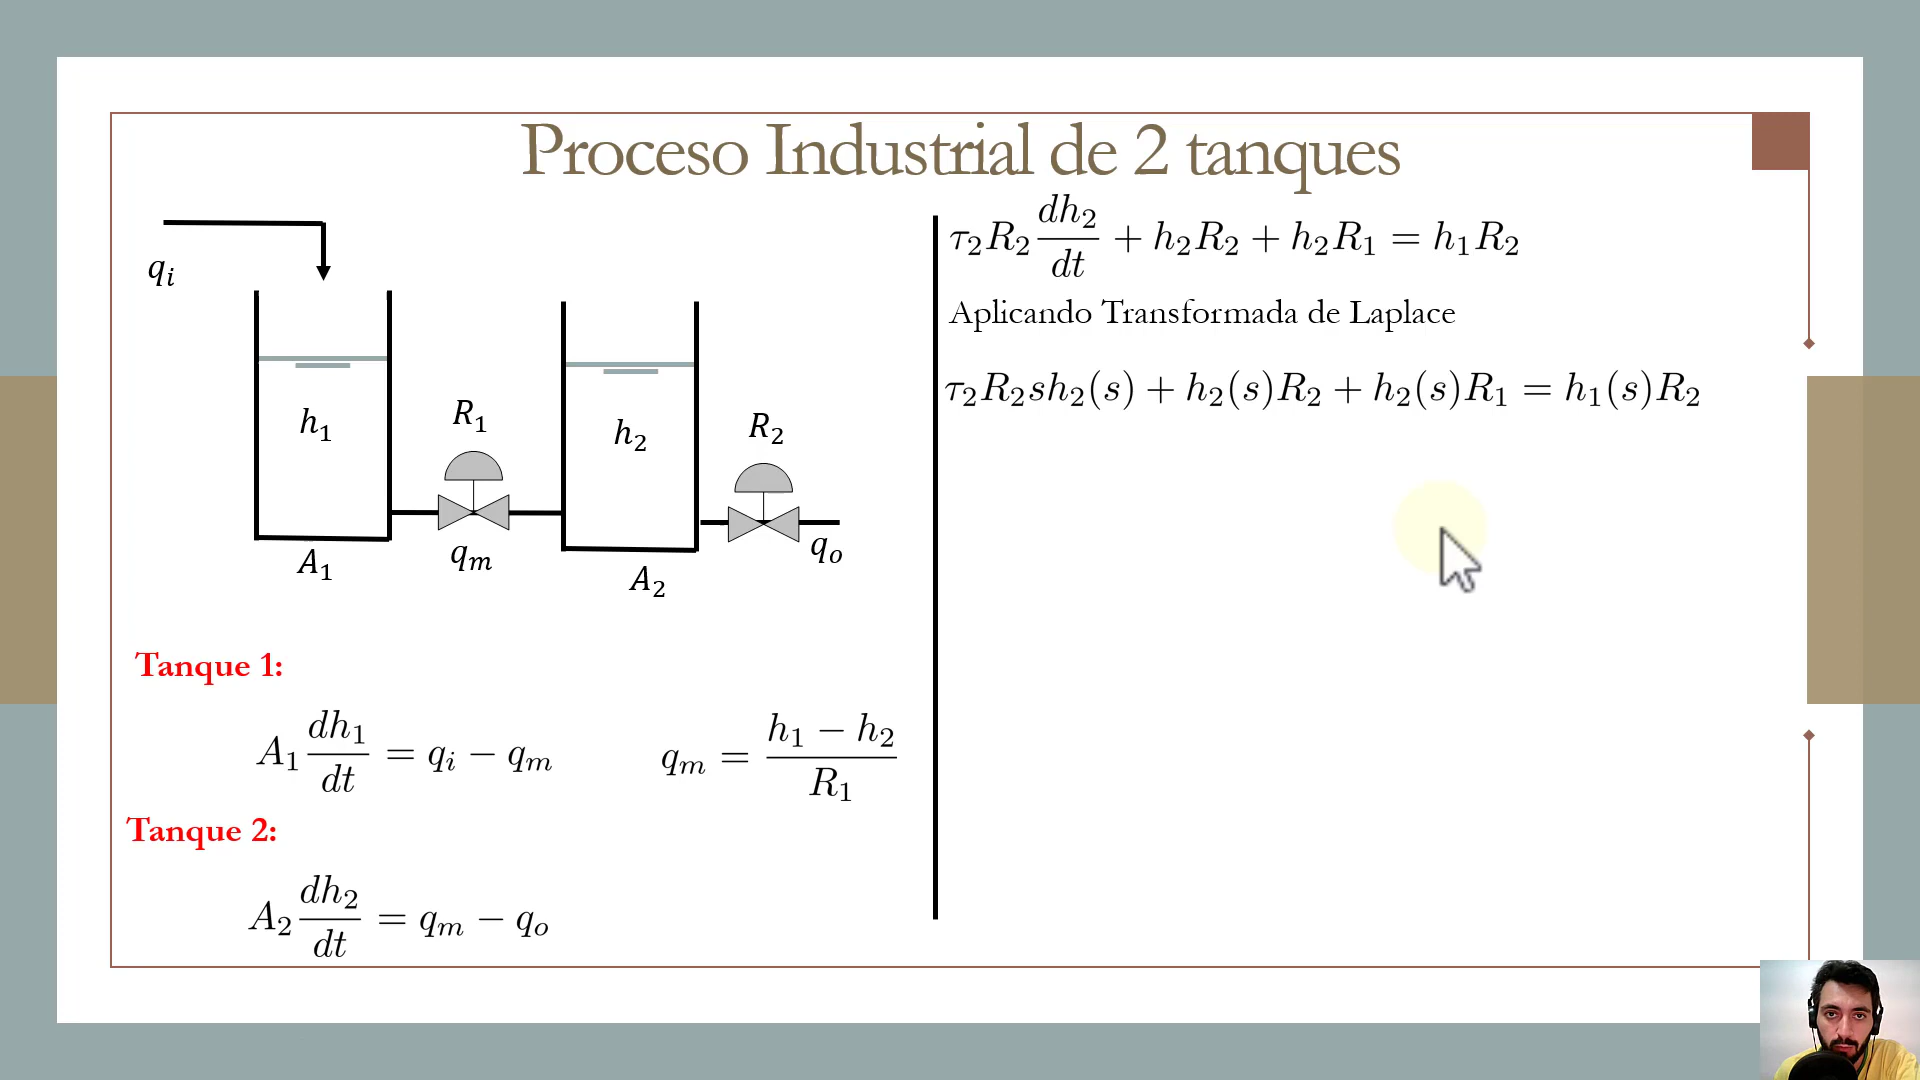 Proceso Industrial de 2 tanques
qᵢ
h₁
R₁
h₂
R₂
A₁
qₘ
A₂
qₒ
Tanque 1:
A₁ dh₁/dt = qᵢ − qₘ
qₘ = (h₁ − h₂)/R₁
Tanque 2:
A₂ dh₂/dt = qₘ − qₒ
τ₂R₂ dh₂/dt + h₂R₂ + h₂R₁ = h₁R₂
Aplicando Transformada de Laplace
τ₂R₂sh₂(s) + h₂(s)R₂ + h₂(s)R₁ = h₁(s)R₂